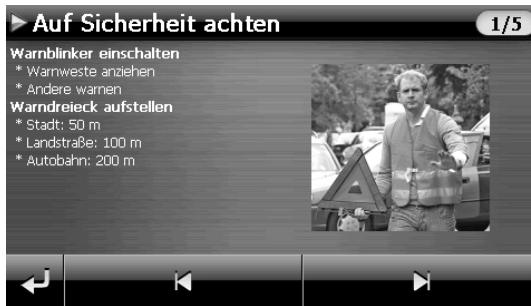 Auf Sicherheit achten
1/5
Warnblinker einschalten
* Warnweste anziehen
* Andere warnen
Warndreieck aufstellen
* Stadt: 50 m
* Landstraße: 100 m
* Autobahn: 200 m